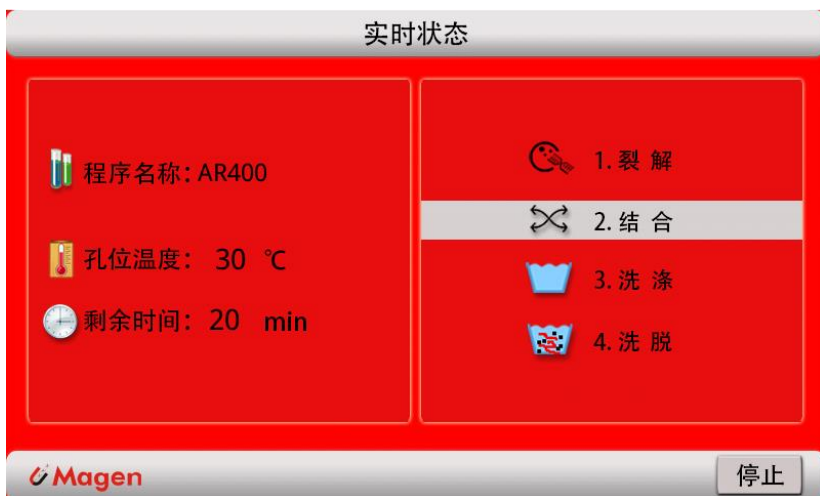 实时状态
程序名称：AR400
孔位温度： 30 ℃
剩余时间： 20 min
1.裂 解
2.结 合
3.洗 涤
4.洗 脱
Magen
停止